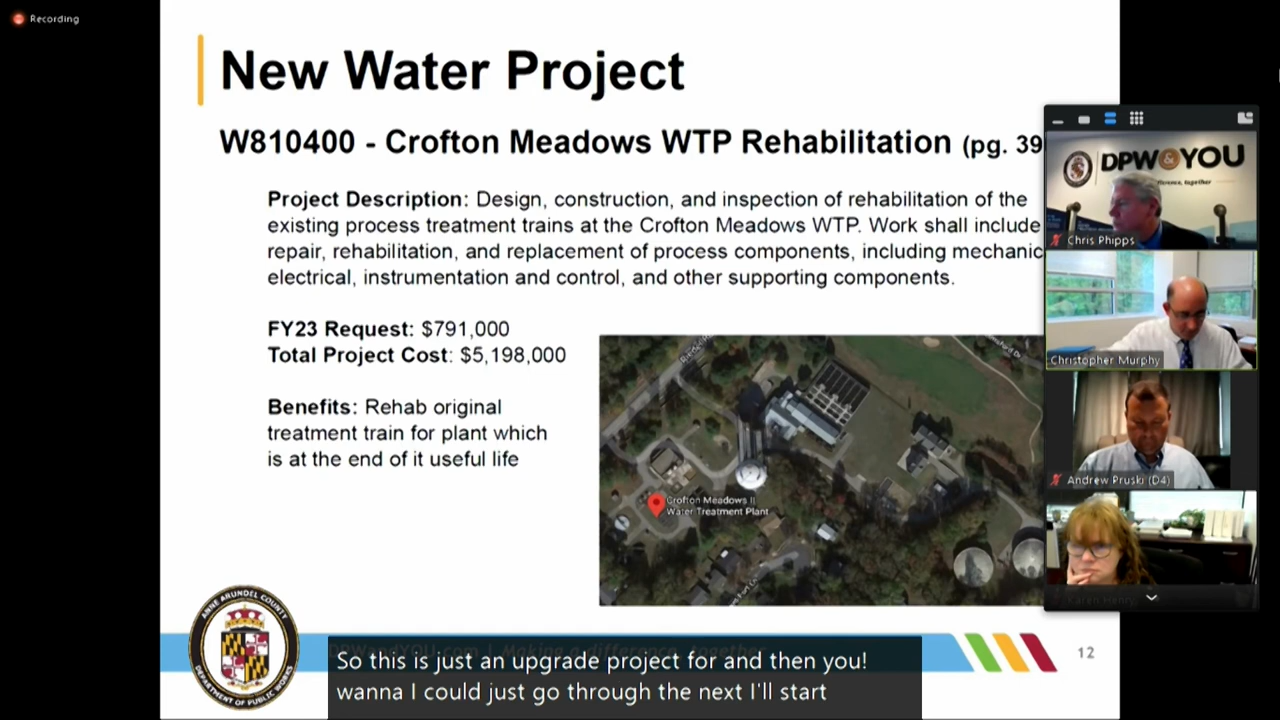 Recording
New Water Project
W810400 - Crofton Meadows WTP Rehabilitation (pg. 39
Project Description: Design, construction, and inspection of rehabilitation of the
existing process treatment trains at the Crofton Meadows WTP. Work shall include
repair, rehabilitation, and replacement of process components, including mechanic
electrical, instrumentation and control, and other supporting components.
FY23 Request: $791,000
Total Project Cost: $5,198,000
Benefits: Rehab original
treatment train for plant which
is at the end of it useful life
Crofton Meadows II
Water Treatment Plant
DPW&YOU
together
Chris Phipps
Christopher Murphy
Andrew Pruski (D4)
ANNE ARUNDEL COUNTY
DEPARTMENT OF PUBLIC WORKS
So this is just an upgrade project for and then you!
wanna I could just go through the next I'll start
12